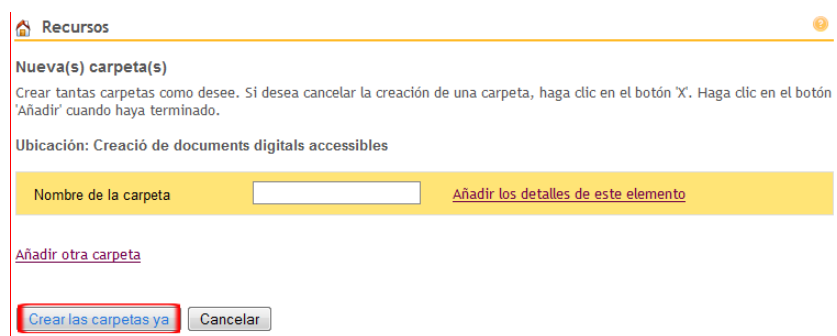 Recursos
?
Nueva(s) carpeta(s)
Crear tantas carpetas como desee. Si desea cancelar la creación de una carpeta, haga clic en el botón 'X'. Haga clic en el botón
'Añadir' cuando haya terminado.
Ubicación: Creació de documents digitals accessibles
Nombre de la carpeta Añadir los detalles de este elemento
Añadir otra carpeta
Crear las carpetas ya Cancelar